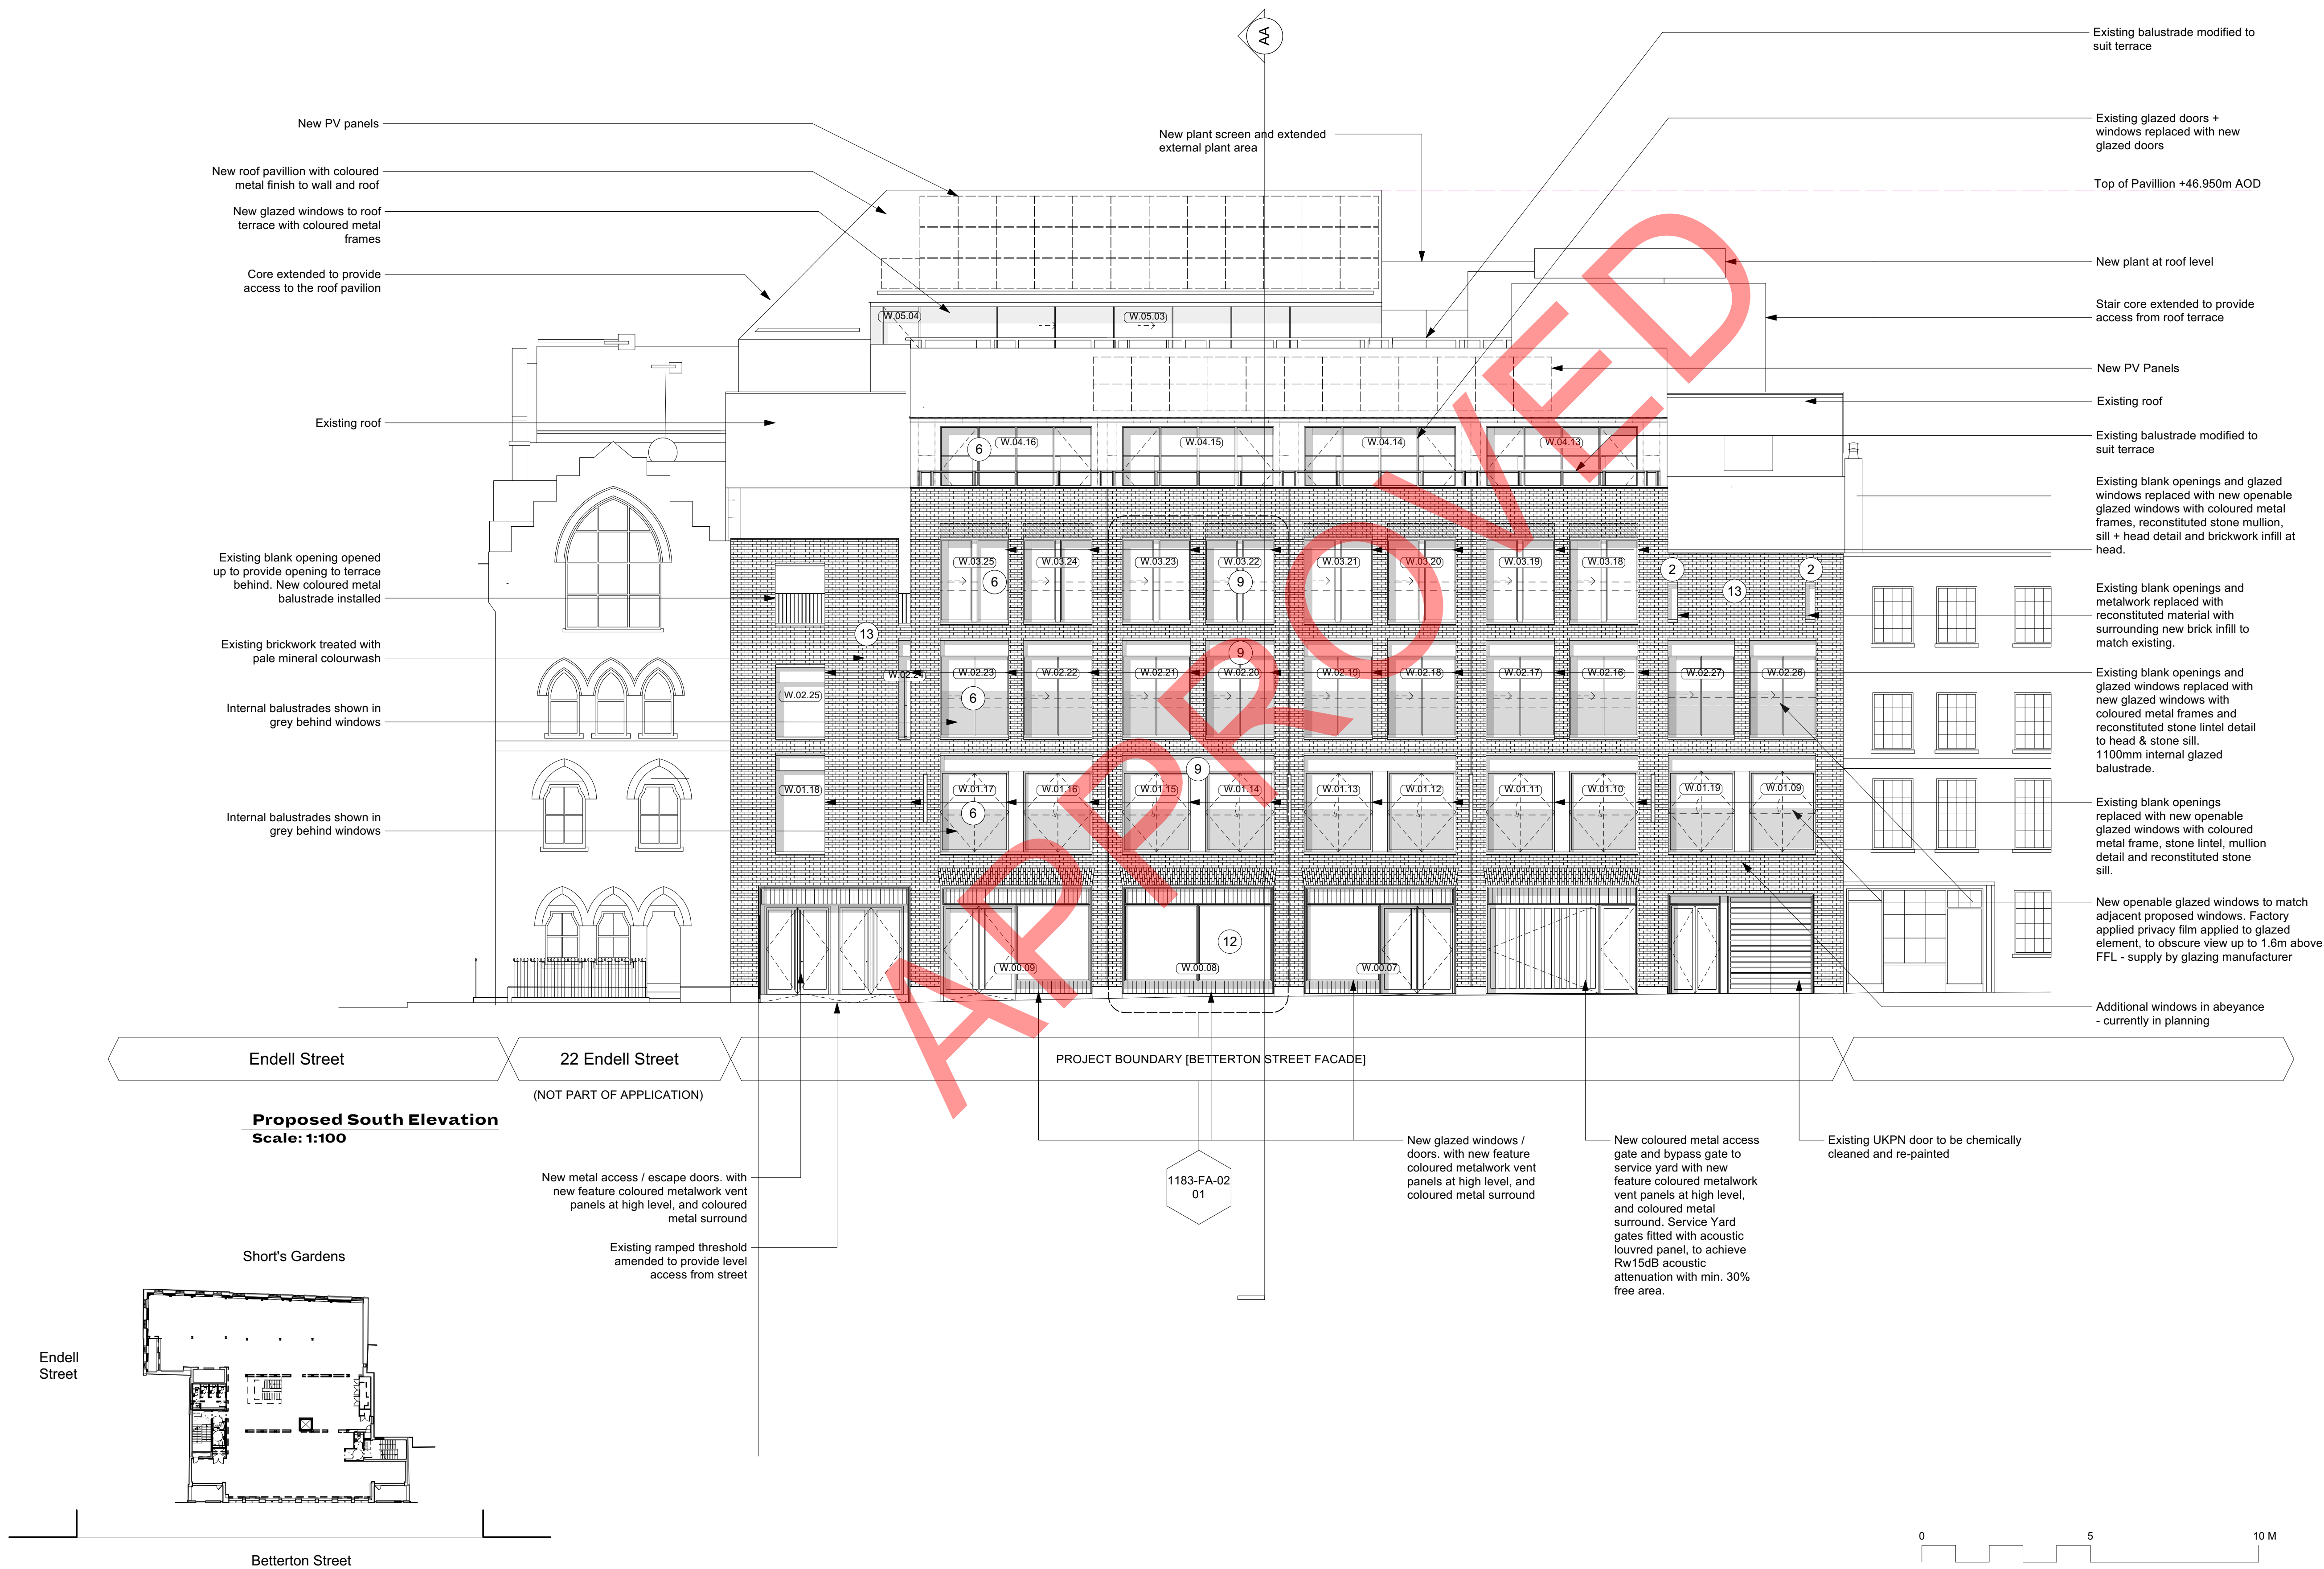 AA
Existing balustrade modified to
suit terrace
New PV panels
New plant screen and extended
external plant area
Existing glazed doors +
windows replaced with new
glazed doors
New roof pavillion with coloured
metal finish to wall and roof
Top of Pavillion +46.950m AOD
New glazed windows to roof
terrace with coloured metal
frames
Core extended to provide
access to the roof pavilion
New plant at roof level
Stair core extended to provide
access from roof terrace
W.05.04
W.05.03
New PV Panels
Existing roof
Existing roof
Existing balustrade modified to
suit terrace
6
W.04.16
W.04.15
W.04.14
W.04.13
Existing blank openings and glazed
windows replaced with new openable
glazed windows with coloured metal
frames, reconstituted stone mullion,
sill + head detail and brickwork infill at
head.
Existing blank opening opened
up to provide opening to terrace
behind. New coloured metal
balustrade installed
W.03.25
W.03.24
W.03.23
W.03.22
W.03.21
W.03.20
W.03.19
W.03.18
6
9
2
2
13
Existing blank openings and
metalwork replaced with
reconstituted material with
surrounding new brick infill to
match existing.
13
Existing brickwork treated with
pale mineral colourwash
9
W.02.25
W.02.24
W.02.23
W.02.22
W.02.21
W.02.20
W.02.19
W.02.18
W.02.17
W.02.16
W.02.27
W.02.26
6
Internal balustrades shown in
grey behind windows
Existing blank openings and
glazed windows replaced with
new glazed windows with
coloured metal frames and
reconstituted stone lintel detail
to head & stone sill.
1100mm internal glazed
balustrade.
9
W.01.18
W.01.17
W.01.16
W.01.15
W.01.14
W.01.13
W.01.12
W.01.11
W.01.10
W.01.19
W.01.09
6
Internal balustrades shown in
grey behind windows
Existing blank openings
replaced with new openable
glazed windows with coloured
metal frame, stone lintel, mullion
detail and reconstituted stone
sill.
New openable glazed windows to match
adjacent proposed windows. Factory
applied privacy film applied to glazed
element, to obscure view up to 1.6m above
FFL - supply by glazing manufacturer
12
W.00.09
W.00.08
W.00.07
Additional windows in abeyance
- currently in planning
APPROVED
Endell Street
22 Endell Street
PROJECT BOUNDARY [BETTERTON STREET FACADE]
(NOT PART OF APPLICATION)
Proposed South Elevation
Scale: 1:100
New metal access / escape doors. with
new feature coloured metalwork vent
panels at high level, and coloured
metal surround
Existing ramped threshold
amended to provide level
access from street
1183-FA-02
01
New glazed windows /
doors. with new feature
coloured metalwork vent
panels at high level, and
coloured metal surround
New coloured metal access
gate and bypass gate to
service yard with new
feature coloured metalwork
vent panels at high level,
and coloured metal
surround. Service Yard
gates fitted with acoustic
louvred panel, to achieve
Rw15dB acoustic
attenuation with min. 30%
free area.
Existing UKPN door to be chemically
cleaned and re-painted
Short's Gardens
Endell
Street
Betterton Street
0
5
10 M